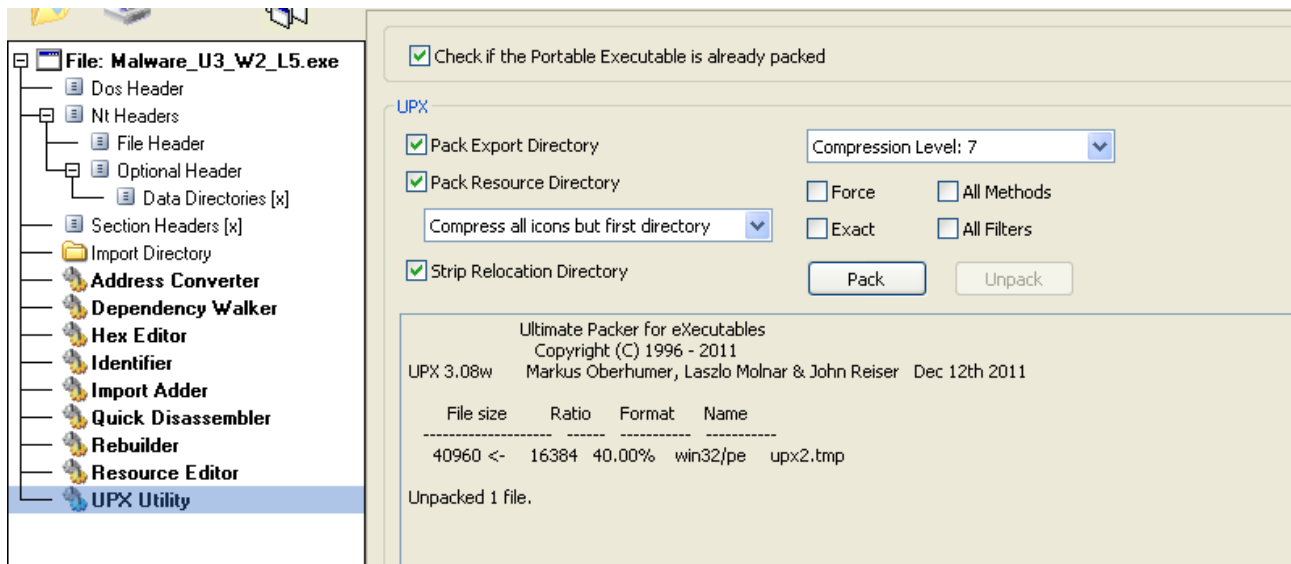 File: Malware_U3_W2_L5.exe
Dos Header
Nt Headers
File Header
Optional Header
Data Directories [x]
Section Headers [x]
Import Directory
Address Converter
Dependency Walker
Hex Editor
Identifier
Import Adder
Quick Disassembler
Rebuilder
Resource Editor
UPX Utility
Check if the Portable Executable is already packed
UPX
Pack Export Directory
Compression Level: 7
Pack Resource Directory
Force All Methods
Compress all icons but first directory
Exact All Filters
Strip Relocation Directory
Pack Unpack
Ultimate Packer for eXecutables
Copyright (C) 1996 - 2011
UPX 3.08w Markus Oberhumer, Laszlo Molnar & John Reiser Dec 12th 2011
File size Ratio Format Name
-------------------- ------ ----------- -----------
40960 <- 16384 40.00% win32/pe upx2.tmp
Unpacked 1 file.